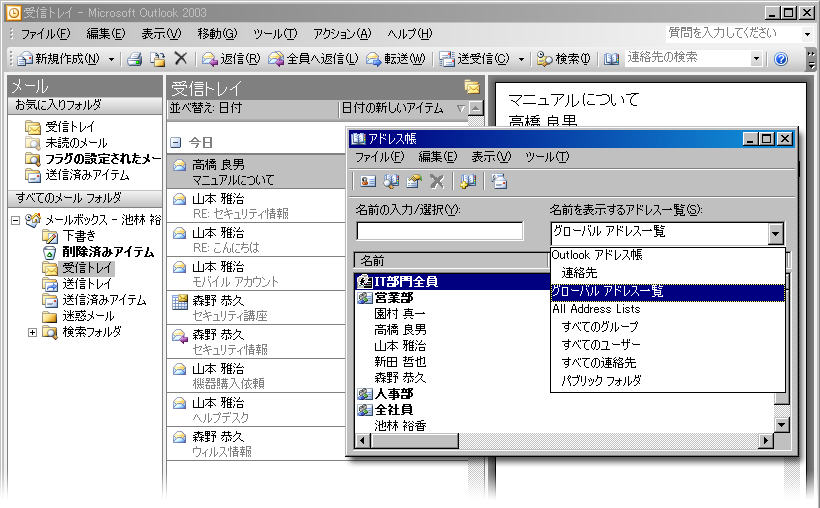 受信トレイ - Microsoft Outlook 2003
ファイル(F) 編集(E) 表示(V) 移動(G) ツール(T) アクション(A) ヘルプ(H) 質問を入力してください
新規作成(N) 返信(R) 全員へ返信(L) 転送(W) 送受信(C) 検索(I) 連絡先の検索
メール
お気に入りフォルダ
受信トレイ
未読のメール
フラグの設定されたメー
送信済みアイテム
すべてのメール フォルダ
メールボックス - 池林 裕
下書き
削除済みアイテム
受信トレイ
送信トレイ
送信済みアイテム
迷惑メール
検索フォルダ
受信トレイ
並べ替え: 日付 日付の新しいアイテム
今日
高橋 良男
マニュアルについて
山本 雅治
RE: セキュリティ情報
山本 雅治
RE: こんにちは
山本 雅治
モバイル アカウント
森野 恭久
セキュリティ講座
森野 恭久
セキュリティ情報
山本 雅治
機器購入依頼
山本 雅治
ヘルプデスク
森野 恭久
ウィルス情報
マニュアルについて
高橋 良男
アドレス帳
ファイル(F) 編集(E) 表示(V) ツール(T)
名前の入力/選択(Y):
名前を表示するアドレス一覧(S):
グローバル アドレス一覧
名前
IT部門全員
営業部
園村 真一
高橋 良男
山本 雅治
新田 哲也
森野 恭久
人事部
全社員
池林 裕香
Outlook アドレス帳
連絡先
グローバル アドレス一覧
All Address Lists
すべてのグループ
すべてのユーザー
すべての連絡先
パブリック フォルダ